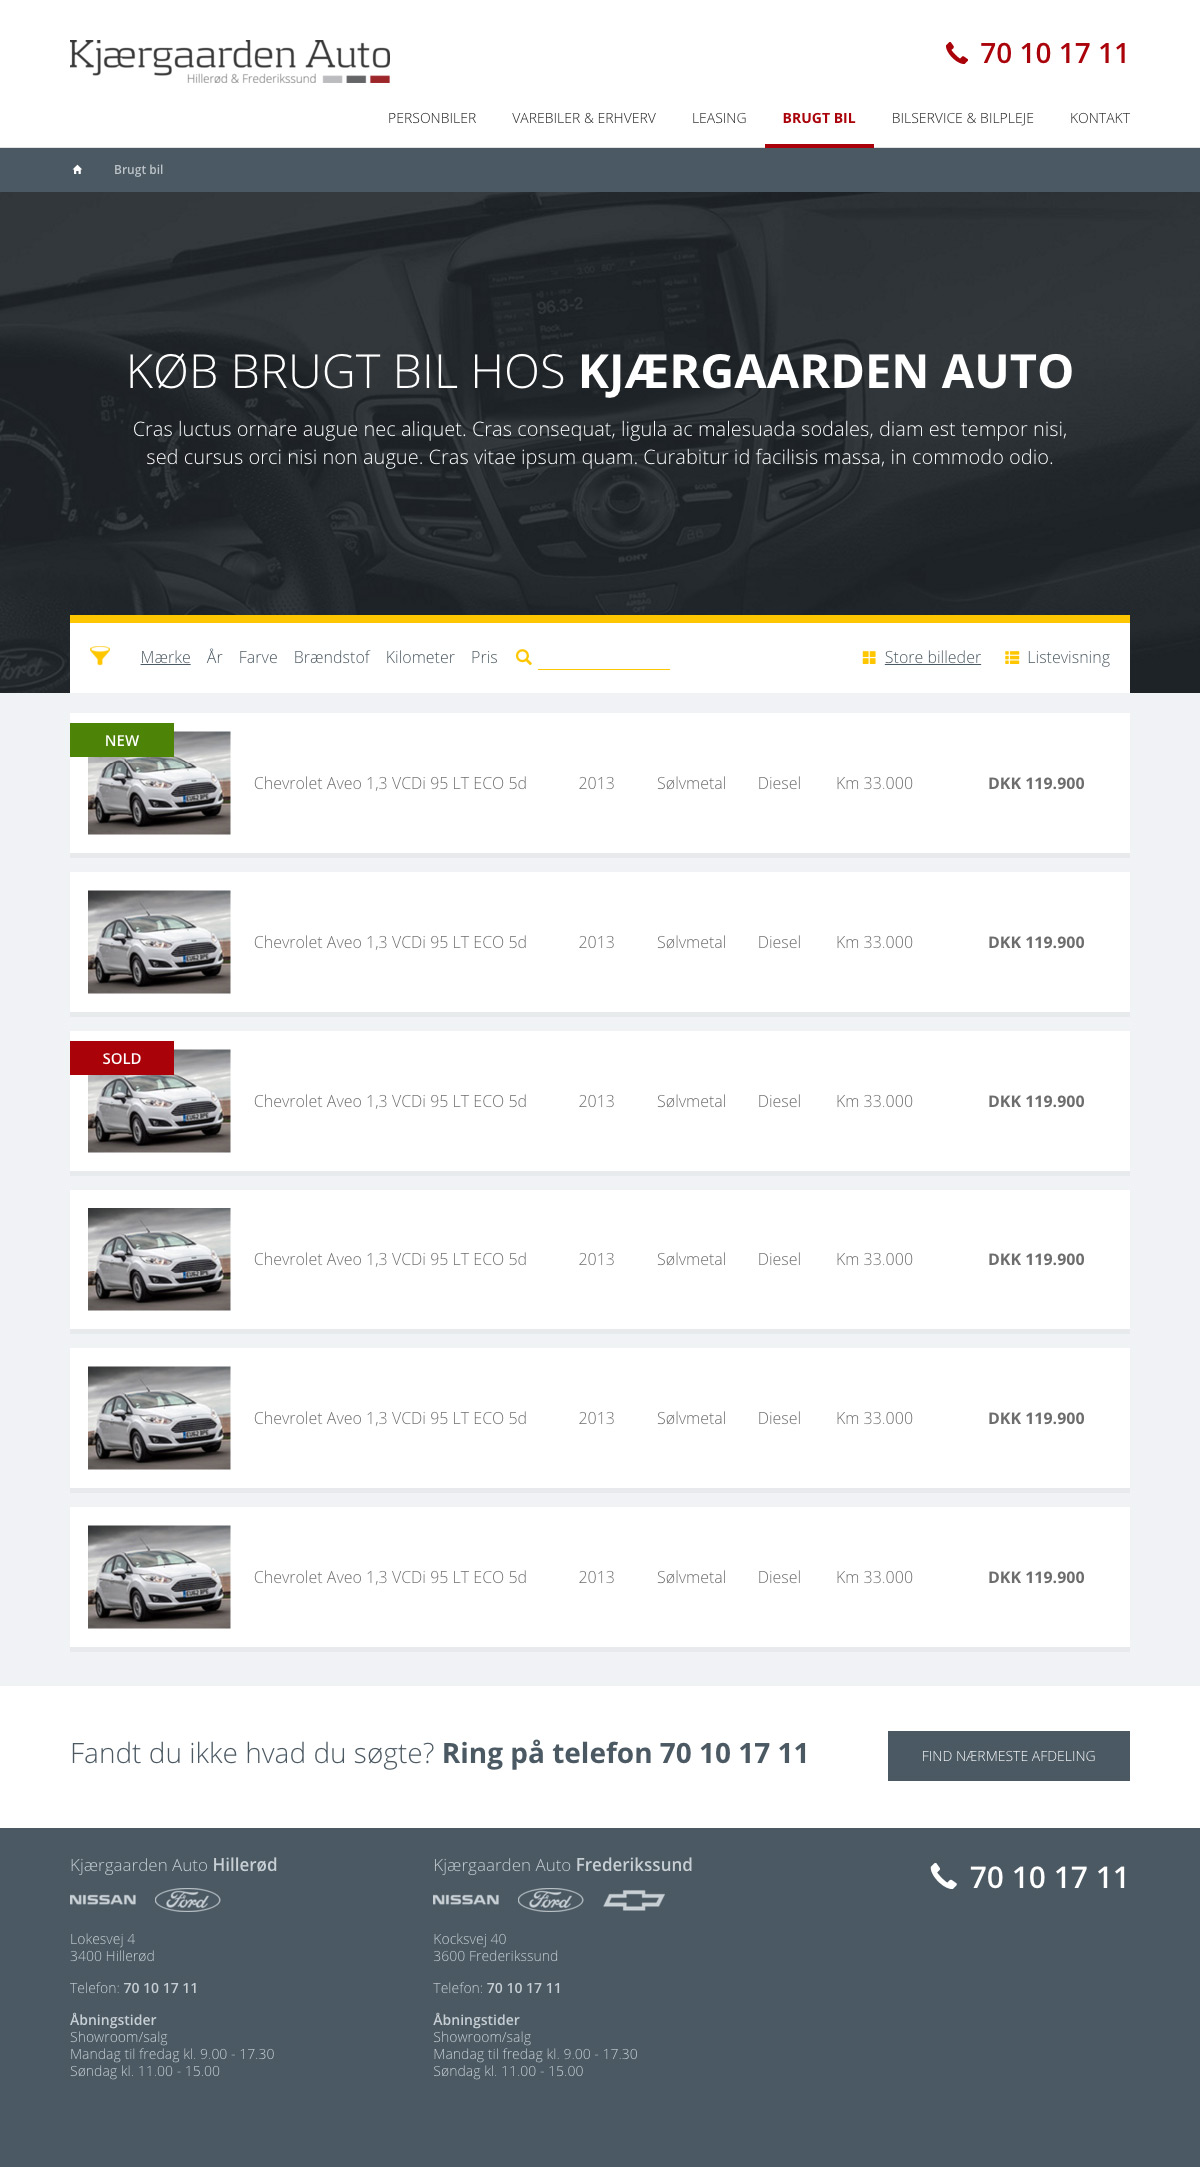 Kjærgaarden Auto
Hillerød & Frederikssund
70 10 17 11
PERSONBILER VAREBILER & ERHVERV LEASING BRUGT BIL BILSERVICE & BILPLEJE KONTAKT
Brugt bil
96.3-2
Rock
KØB BRUGT BIL HOS KJÆRGAARDEN AUTO
Cras luctus ornare augue nec aliquet. Cras consequat, ligula ac malesuada sodales, diam est tempor nisi,
sed cursus orci nisi non augue. Cras vitae ipsum quam. Curabitur id facilisis massa, in commodo odio.
SOUND
SONY
Ford
Mærke År Farve Brændstof Kilometer Pris
Store billeder Listevisning
NEW
Chevrolet Aveo 1,3 VCDi 95 LT ECO 5d 2013 Sølvmetal Diesel Km 33.000 DKK 119.900
Chevrolet Aveo 1,3 VCDi 95 LT ECO 5d 2013 Sølvmetal Diesel Km 33.000 DKK 119.900
SOLD
Chevrolet Aveo 1,3 VCDi 95 LT ECO 5d 2013 Sølvmetal Diesel Km 33.000 DKK 119.900
Chevrolet Aveo 1,3 VCDi 95 LT ECO 5d 2013 Sølvmetal Diesel Km 33.000 DKK 119.900
Chevrolet Aveo 1,3 VCDi 95 LT ECO 5d 2013 Sølvmetal Diesel Km 33.000 DKK 119.900
Chevrolet Aveo 1,3 VCDi 95 LT ECO 5d 2013 Sølvmetal Diesel Km 33.000 DKK 119.900
Fandt du ikke hvad du søgte? Ring på telefon 70 10 17 11
FIND NÆRMESTE AFDELING
Kjærgaarden Auto Hillerød
NISSAN Ford
Lokesvej 4
3400 Hillerød
Telefon: 70 10 17 11
Åbningstider
Showroom/salg
Mandag til fredag kl. 9.00 - 17.30
Søndag kl. 11.00 - 15.00
Kjærgaarden Auto Frederikssund
NISSAN Ford
Kocksvej 40
3600 Frederikssund
Telefon: 70 10 17 11
Åbningstider
Showroom/salg
Mandag til fredag kl. 9.00 - 17.30
Søndag kl. 11.00 - 15.00
70 10 17 11